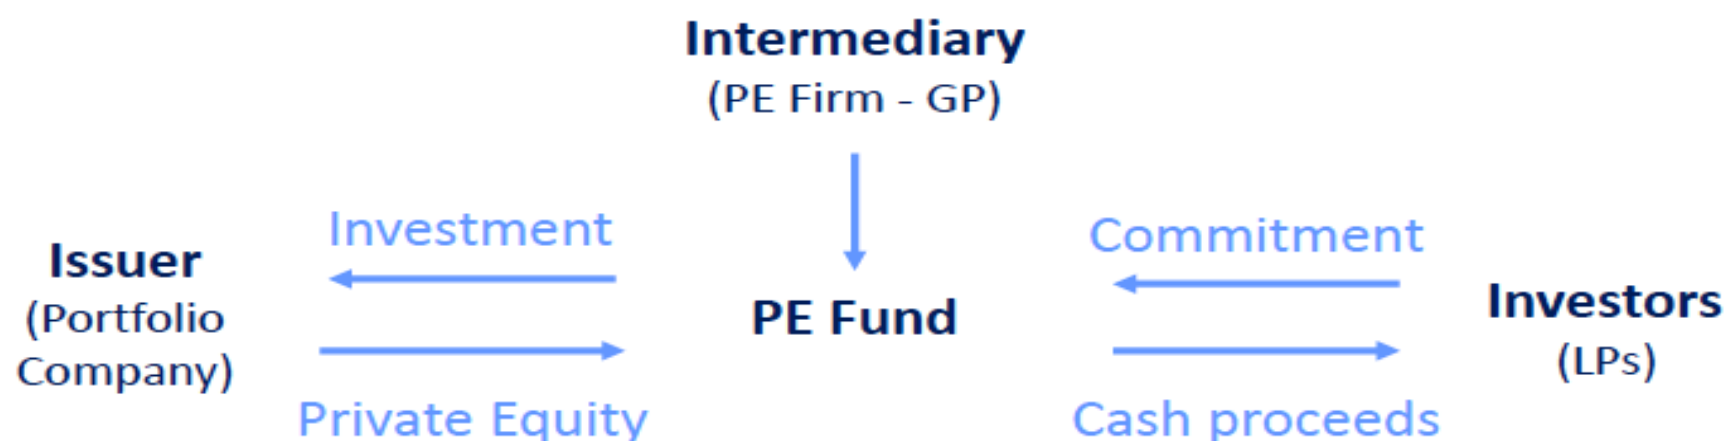 Intermediary
(PE Firm - GP)
Investment
Commitment
Issuer
(Portfolio
Company)
PE Fund
Investors
(LPs)
Private Equity
Cash proceeds